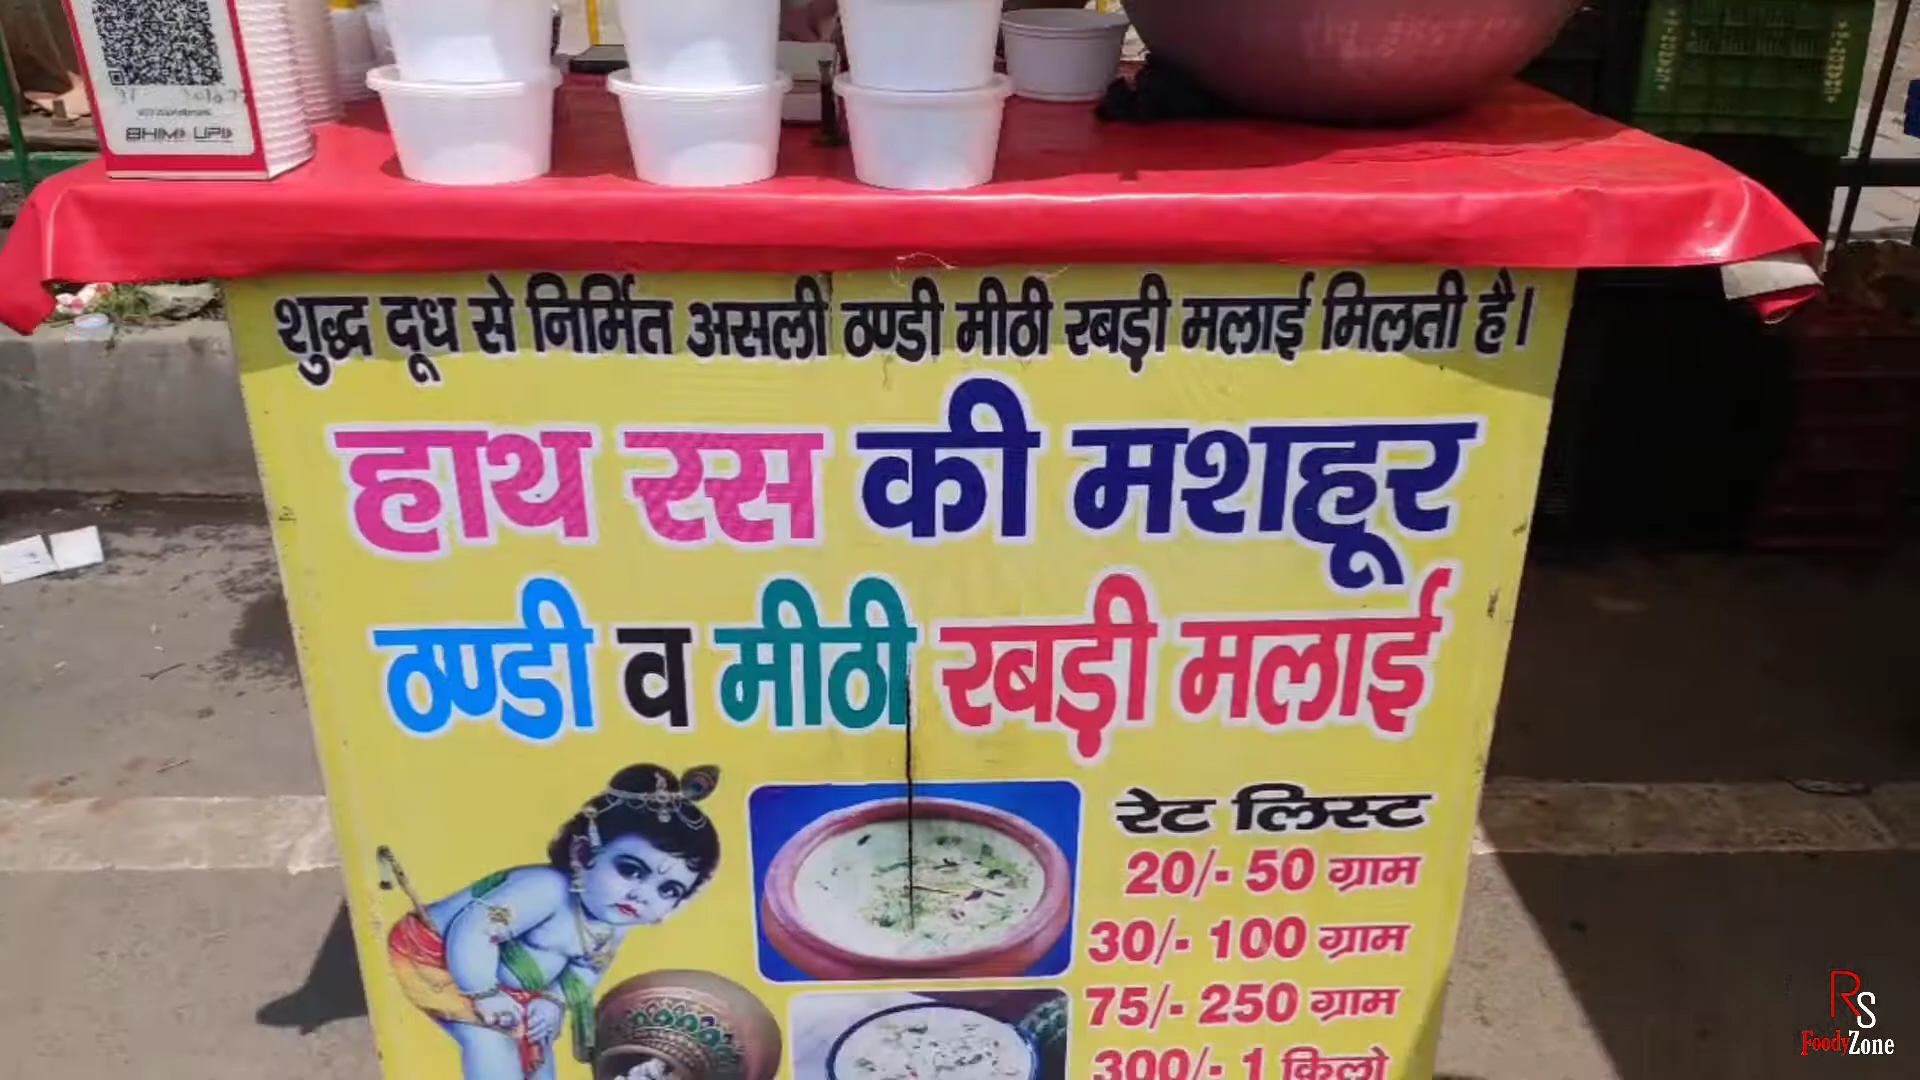 BHIM UPI
शुद्ध दूध से निर्मित असली ठण्डी मीठी रबड़ी मलाई मिलती है।
हाथ रस की मशहूर
ठण्डी व मीठी रबड़ी मलाई
रेट लिस्ट
20/- 50 ग्राम
30/- 100 ग्राम
75/- 250 ग्राम
300/- 1 किलो
RS
FoodyZone